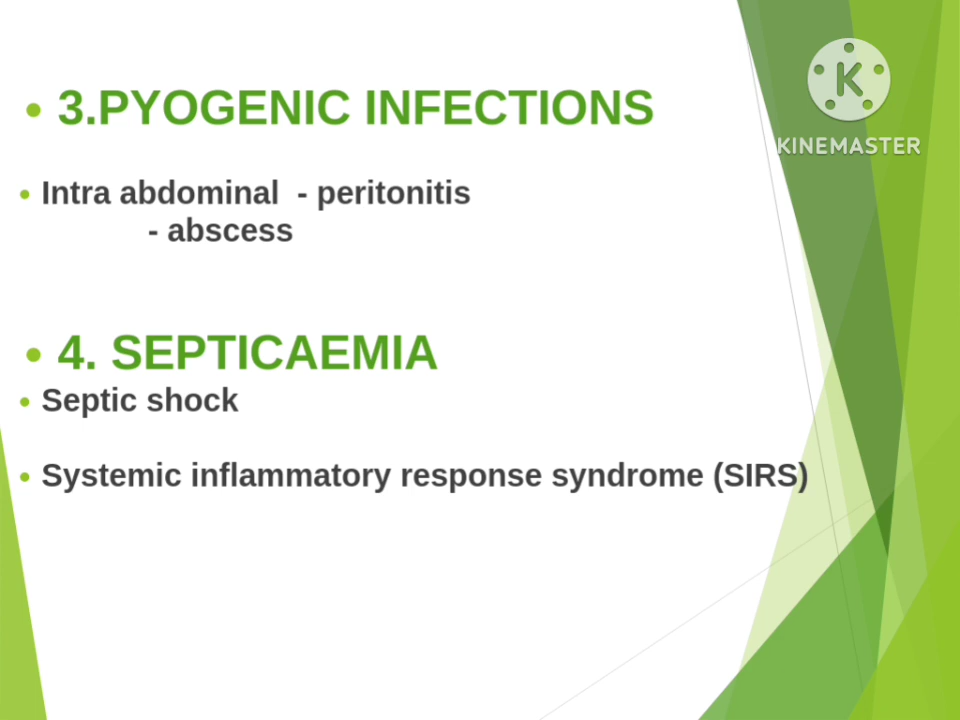 • 3.PYOGENIC INFECTIONS
• Intra abdominal - peritonitis
- abscess
• 4. SEPTICAEMIA
• Septic shock
• Systemic inflammatory response syndrome (SIRS)
K
KINEMASTER